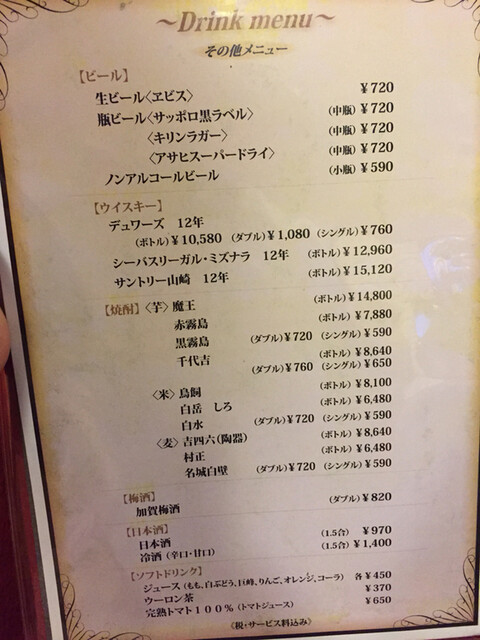 ～Drink menu～
その他メニュー
【ビール】
生ビール〈ヱビス〉 ￥720
瓶ビール〈サッポロ黒ラベル〉 (中瓶)￥720
〈キリンラガー〉 (中瓶)￥720
〈アサヒスーパードライ〉 (中瓶)￥720
ノンアルコールビール (小瓶)￥590
【ウイスキー】
デュワーズ 12年
(ボトル)￥10,580 (ダブル)￥1,080 (シングル)￥760
シーバスリーガル・ミズナラ 12年 (ボトル)￥12,960
サントリー山崎 12年 (ボトル)￥15,120
【焼酎】〈芋〉魔王 (ボトル)￥14,800
赤霧島 (ボトル)￥7,880
黒霧島 (ダブル)￥720 (シングル)￥590
(ボトル)￥8,640
千代吉 (ダブル)￥760 (シングル)￥650
〈米〉鳥飼 (ボトル)￥8,100
白岳 しろ (ボトル)￥6,480
白水 (ダブル)￥720 (シングル)￥590
〈麦〉吉四六(陶器) (ボトル)￥8,640
村正 (ボトル)￥6,480
名城白壁 (ダブル)￥720 (シングル)￥590
【梅酒】
加賀梅酒 (ダブル)￥820
【日本酒】
日本酒 (1.5合) ￥970
冷酒(辛口・甘口) (1.5合)￥1,400
【ソフトドリンク】
ジュース(もも、白ぶどう、巨峰、りんご、オレンジ、コーラ) 各￥450
ウーロン茶 ￥370
完熟トマト100％(トマトジュース) ￥650
〈税・サービス料込み〉